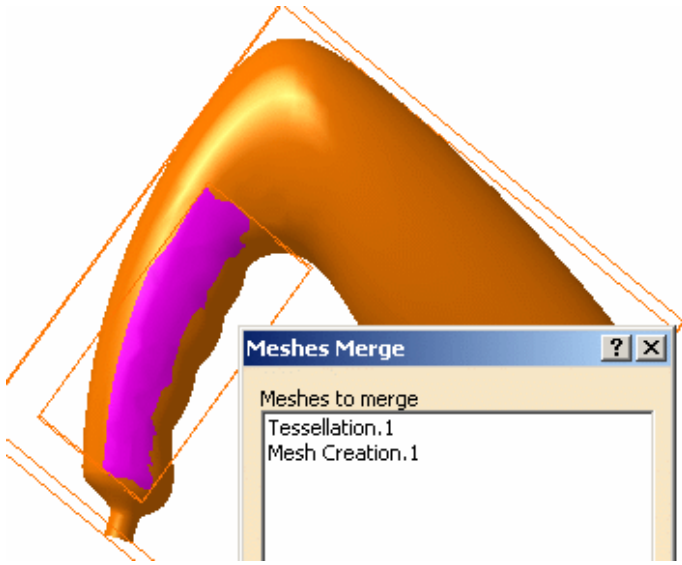 Meshes Merge
Meshes to merge
Tessellation.1
Mesh Creation.1